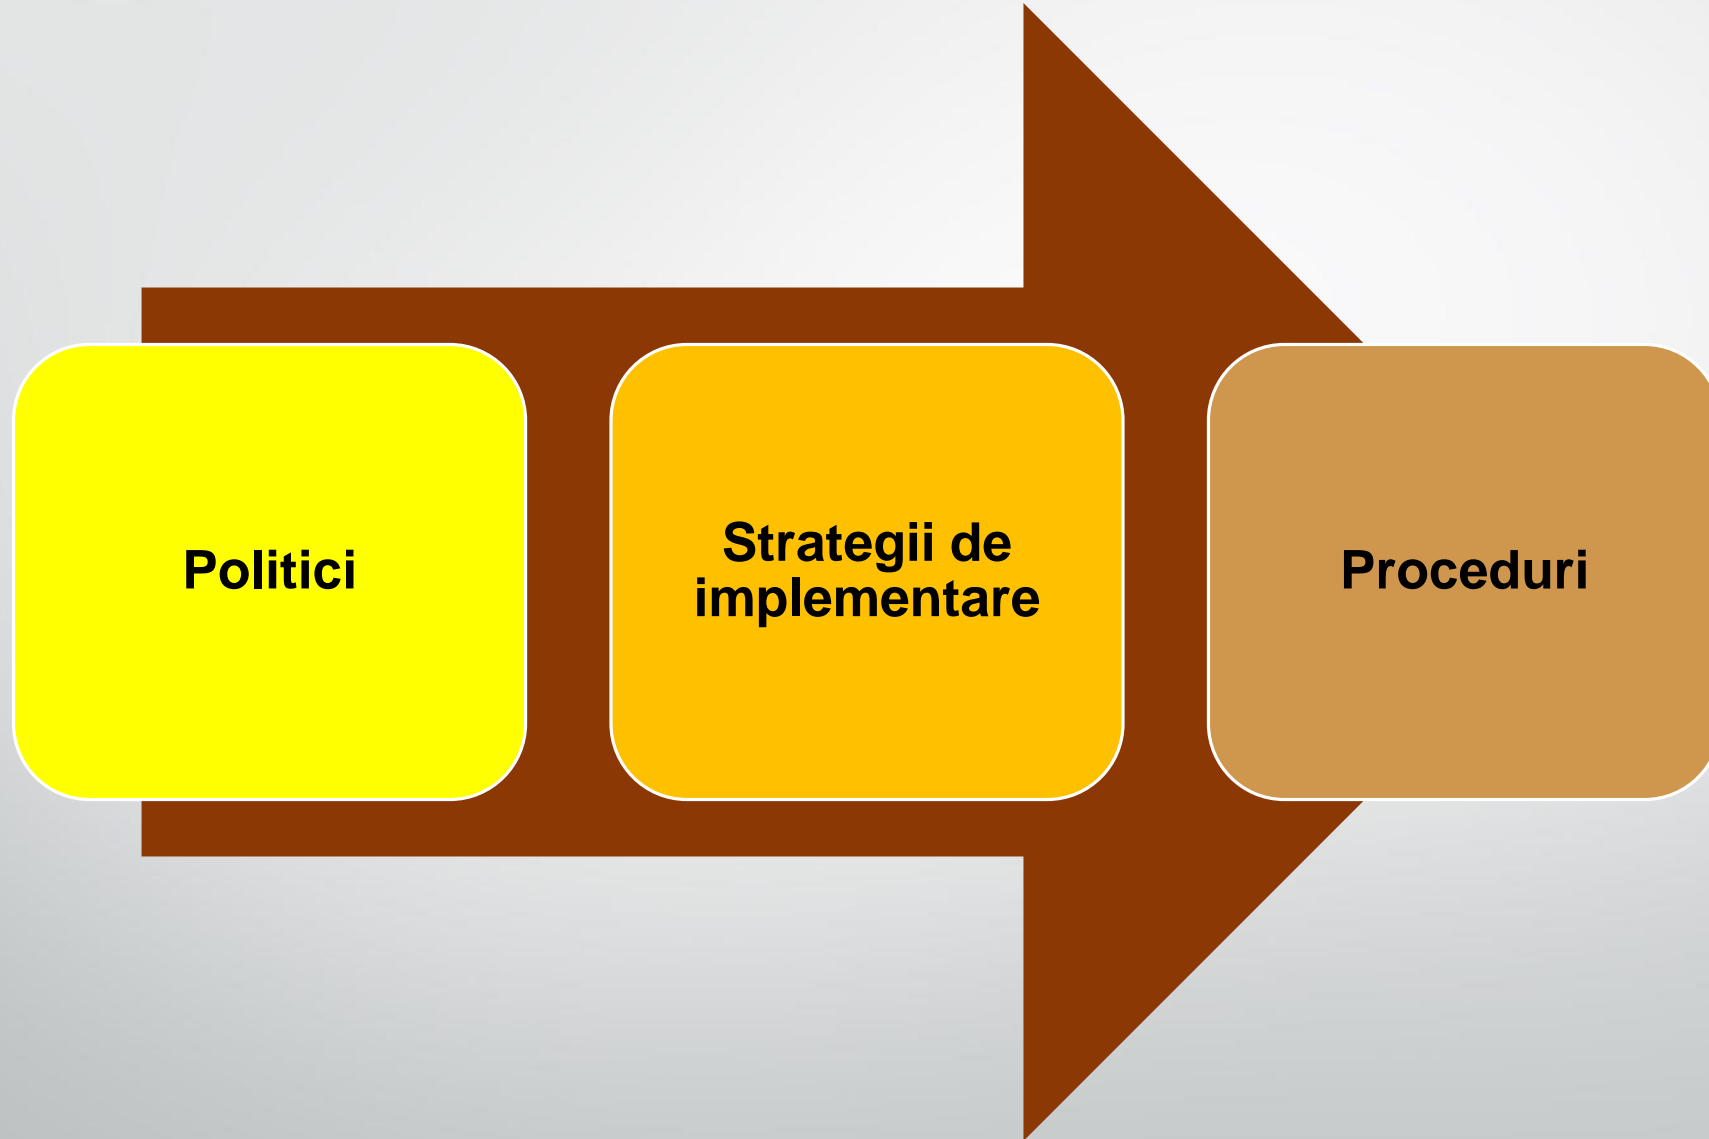 Politici
Strategii de
implementare
Proceduri